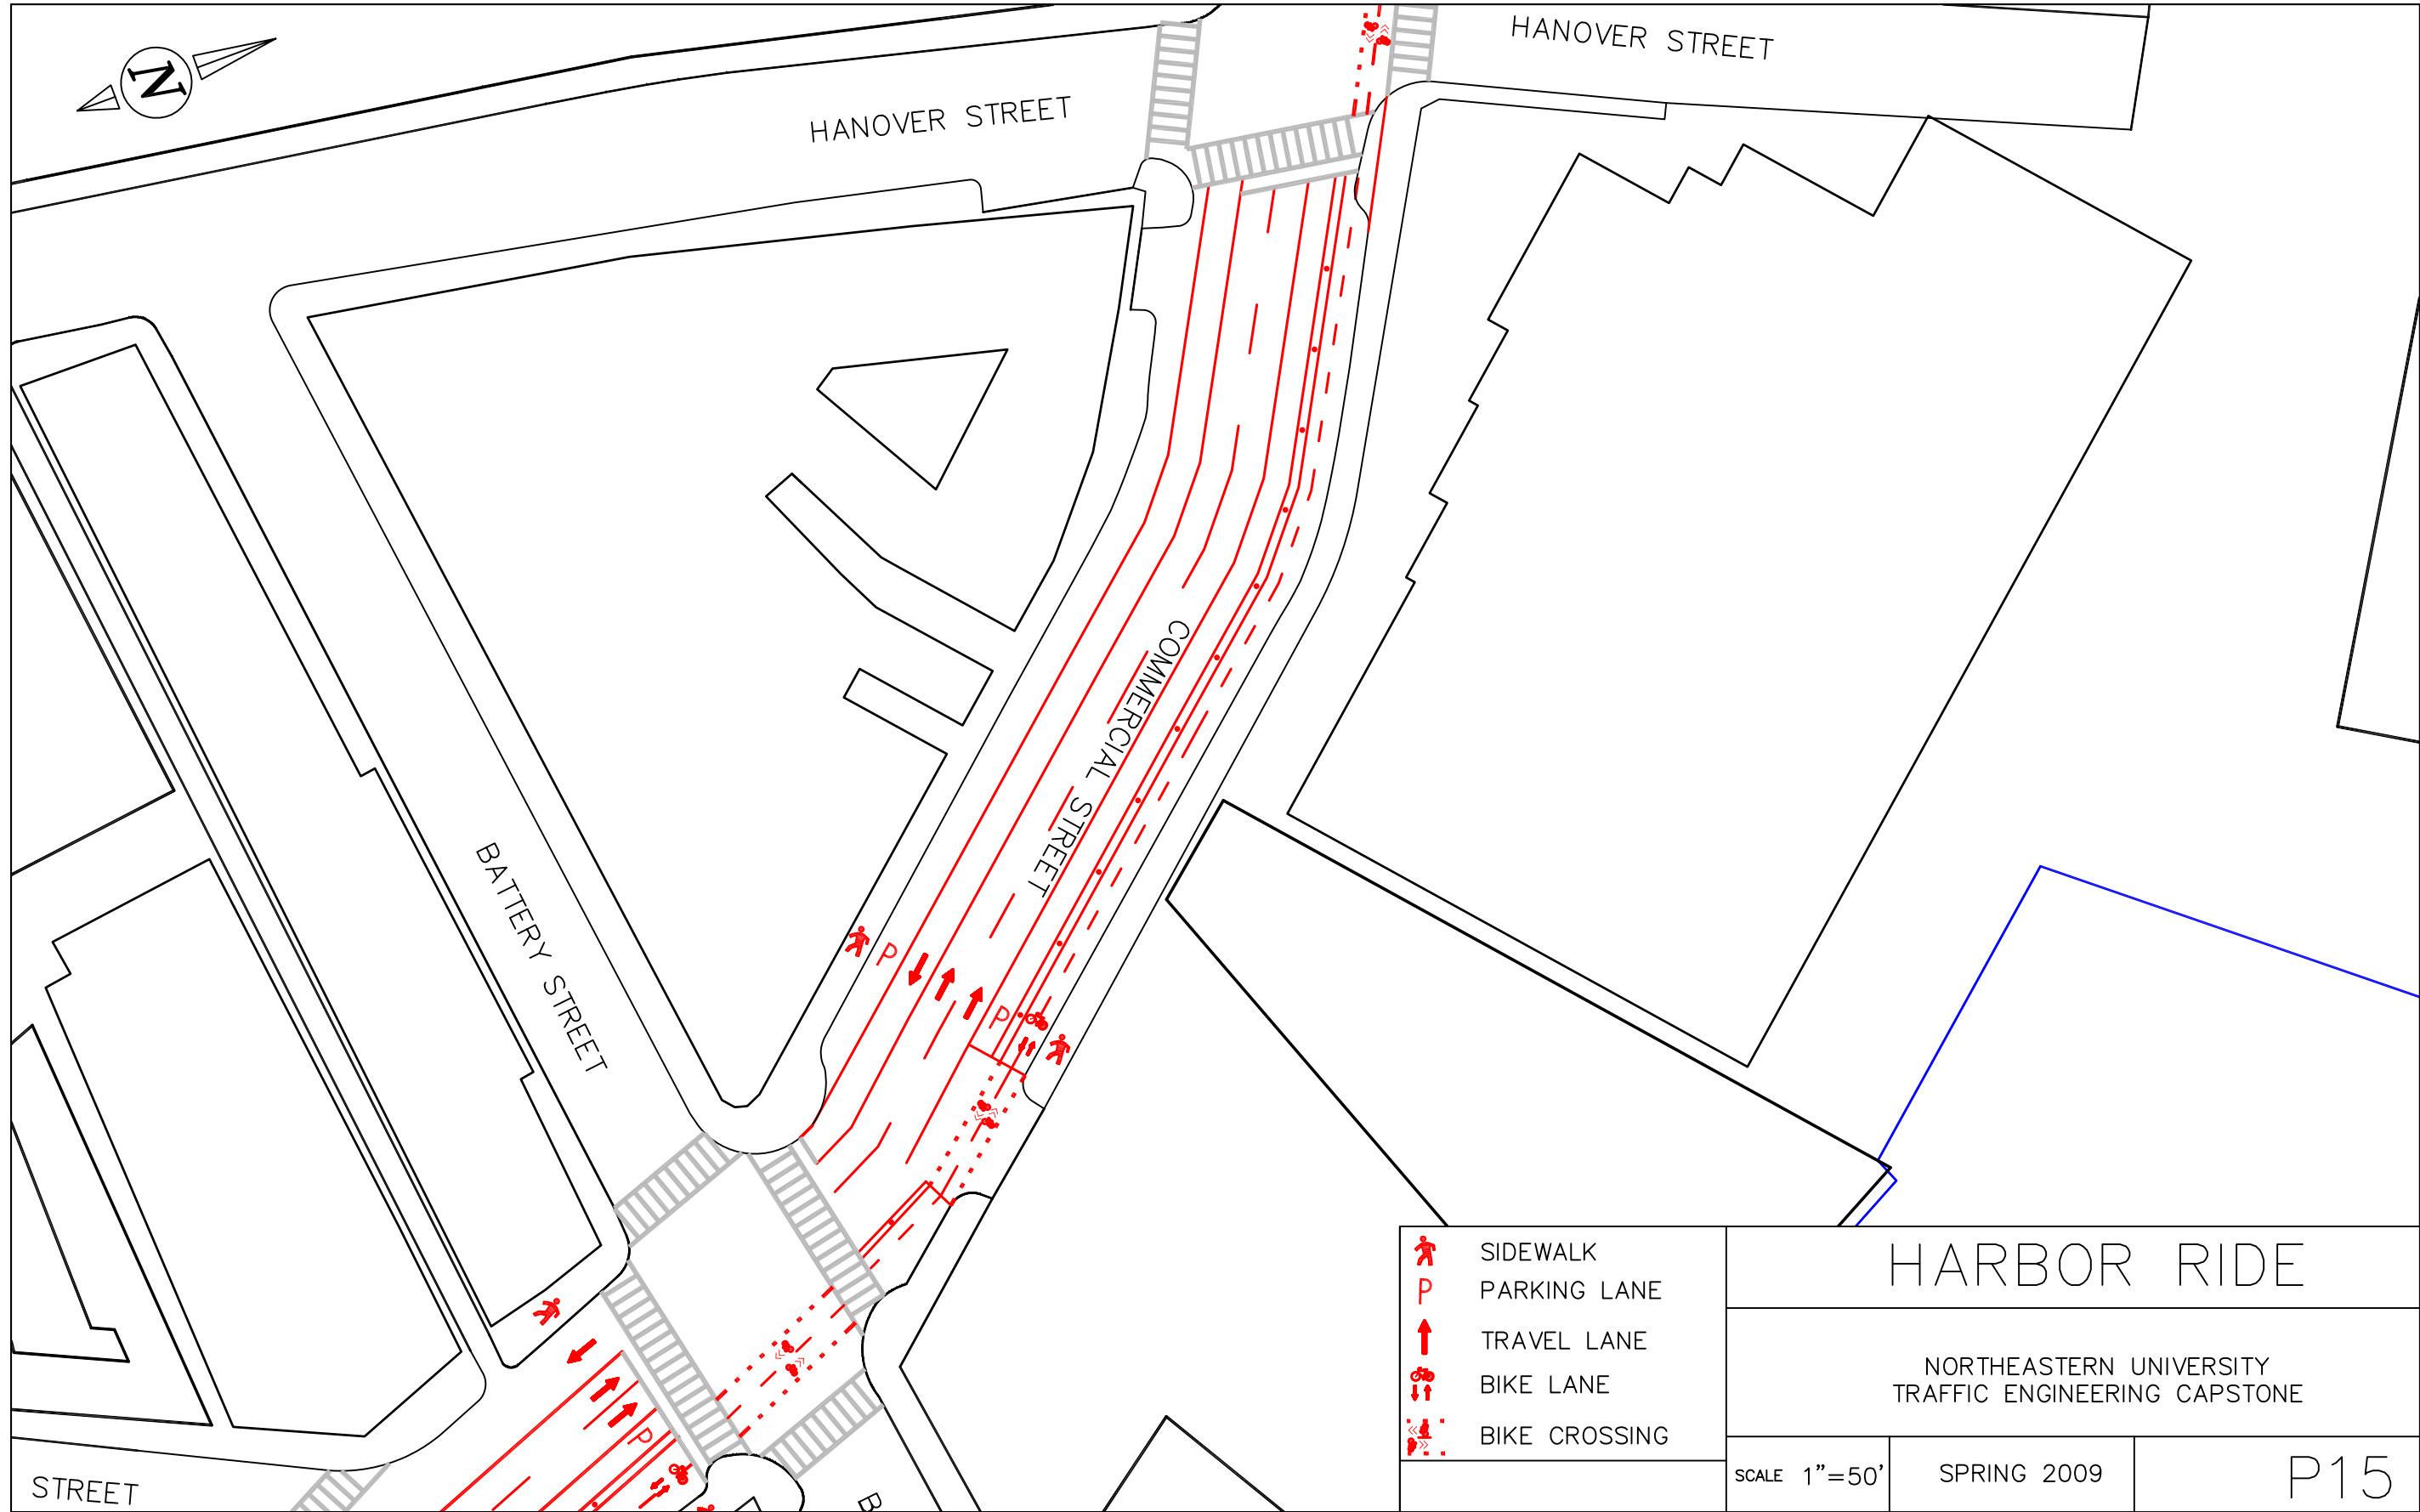 HANOVER STREET
N
HANOVER STREET
COMMERCIAL STREET
BATTERY STREET
P
P
P
STREET
B
SIDEWALK
P PARKING LANE
TRAVEL LANE
BIKE LANE
BIKE CROSSING
HARBOR RIDE
NORTHEASTERN UNIVERSITY
TRAFFIC ENGINEERING CAPSTONE
SCALE 1"=50'
SPRING 2009
P15